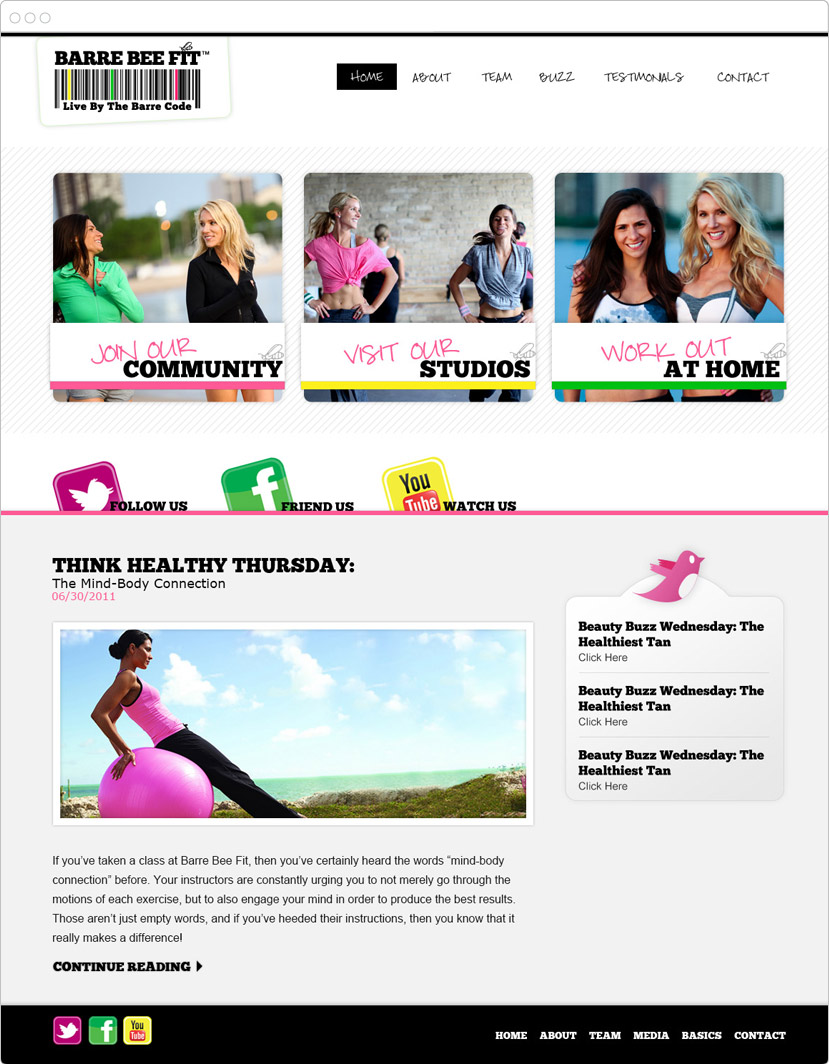 BARRE BEE FIT™
Live By The Barre Code
HOME ABOUT TEAM BUZZ TESTIMONIALS CONTACT
JOIN OUR
COMMUNITY
VISIT OUR
STUDIOS
WORK OUT
AT HOME
FOLLOW US
FRIEND US
You
Tube
WATCH US
THINK HEALTHY THURSDAY:
The Mind-Body Connection
06/30/2011
If you’ve taken a class at Barre Bee Fit, then you’ve certainly heard the words “mind-body
connection” before. Your instructors are constantly urging you to not merely go through the
motions of each exercise, but to also engage your mind in order to produce the best results.
Those aren’t just empty words, and if you’ve heeded their instructions, then you know that it
really makes a difference!
CONTINUE READING
Beauty Buzz Wednesday: The
Healthiest Tan
Click Here
Beauty Buzz Wednesday: The
Healthiest Tan
Click Here
Beauty Buzz Wednesday: The
Healthiest Tan
Click Here
You
Tube
HOME ABOUT TEAM MEDIA BASICS CONTACT